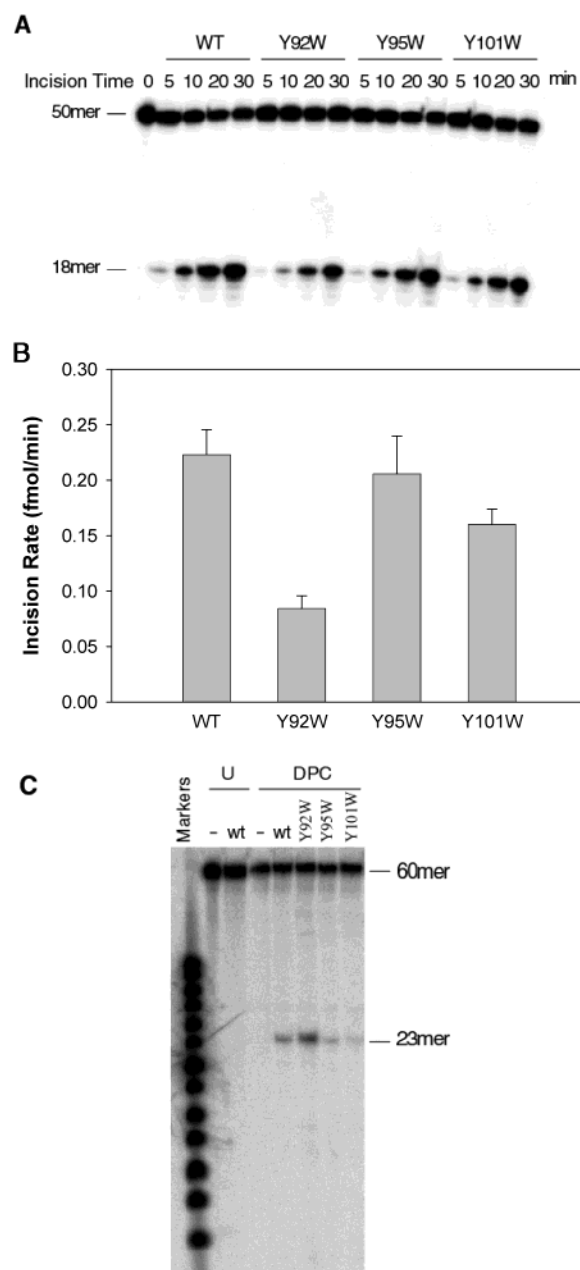 A
WT Y92W Y95W Y101W
Incision Time 0 5 10 20 30 5 10 20 30 5 10 20 30 5 10 20 30 min
50mer
18mer
B
0.30
0.25
0.20
0.15
0.10
0.05
0.00
Incision Rate (fmol/min)
WT Y92W Y95W Y101W
C
Markers
U DPC
- wt - wt Y92W Y95W Y101W
60mer
23mer